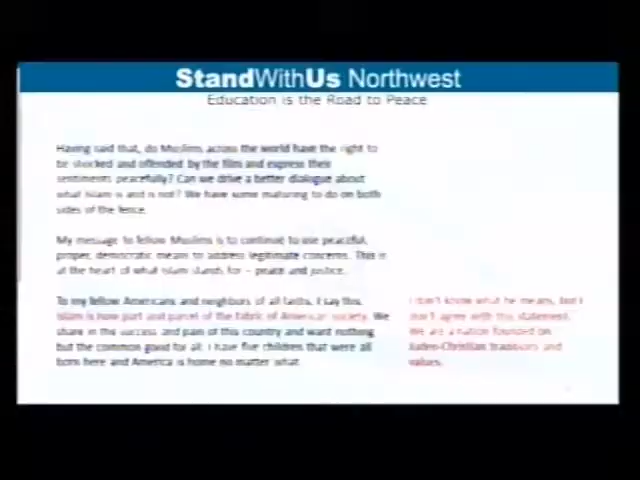 StandWithUs Northwest
Education is the Road to Peace
Having said that, do Muslims across the world have the right to
be shocked and offended by the film and express their
sentiments peacefully? Can we drive a better dialogue about
what Islam is and is not? We have some maturing to do on both
sides of the fence.
My message to fellow Muslims is to continue to use peaceful,
proper, democratic means to address legitimate concerns. This is
at the heart of what Islam stands for - peace and justice.
To my fellow Americans and neighbors of all faiths, I say this.
Islam is now part and parcel of the fabric of American society. We
share in the success and pain of this country and want nothing
but the common good for all. I have five children that were all
born here and America is home no matter what.
I don't know what he means, but I
don't agree with this statement.
We are a nation founded on
Judeo-Christian traditions and
values.